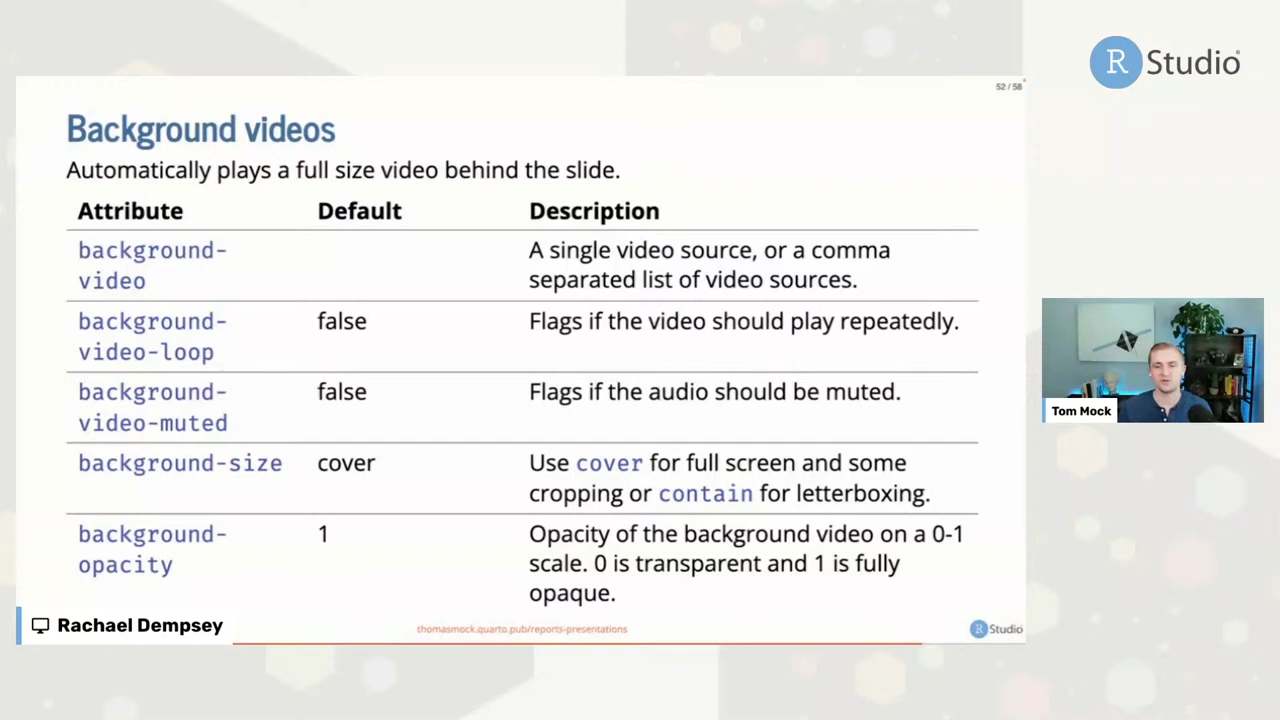 R Studio
52 / 58
Background videos
Automatically plays a full size video behind the slide.
Attribute Default Description
background-
video
A single video source, or a comma
separated list of video sources.
background-
video-loop
false
Flags if the video should play repeatedly.
background-
video-muted
false
Flags if the audio should be muted.
background-size
cover
Use cover for full screen and some
cropping or contain for letterboxing.
background-
opacity
1
Opacity of the background video on a 0-1
scale. 0 is transparent and 1 is fully
opaque.
Tom Mock
Rachael Dempsey
thomasmock.quarto.pub/reports-presentations
R Studio